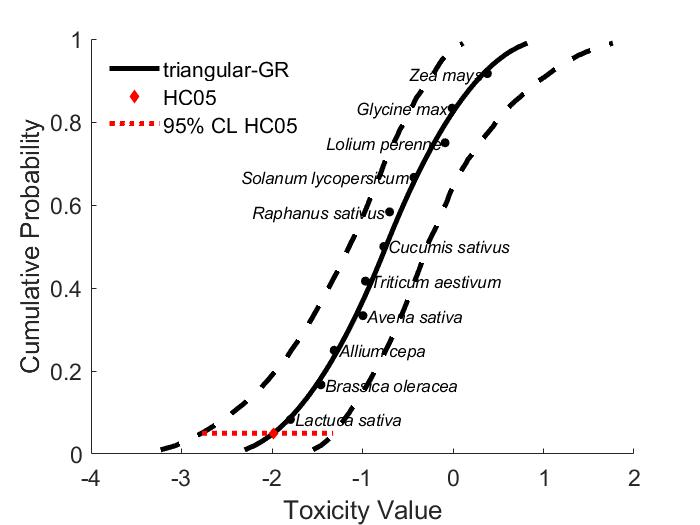 1
triangular-GR
Zea mays
HC05
Glycine max
0.8
95% CL HC05
Lolium perenne
Solanum lycopersicum
0.6
Raphanus sativus
Cucumis sativus
Triticum aestivum
0.4
Avena sativa
Allium cepa
0.2
Brassica oleracea
Lactuca sativa
0
-4 -3 -2 -1 0 1 2
Toxicity Value
Cumulative Probability